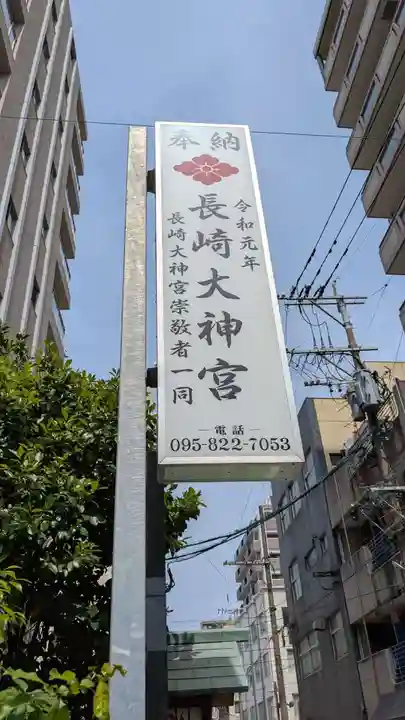 奉納
令和元年
長崎大神宮
長崎大神宮崇敬者一同
電話
095-822-7053